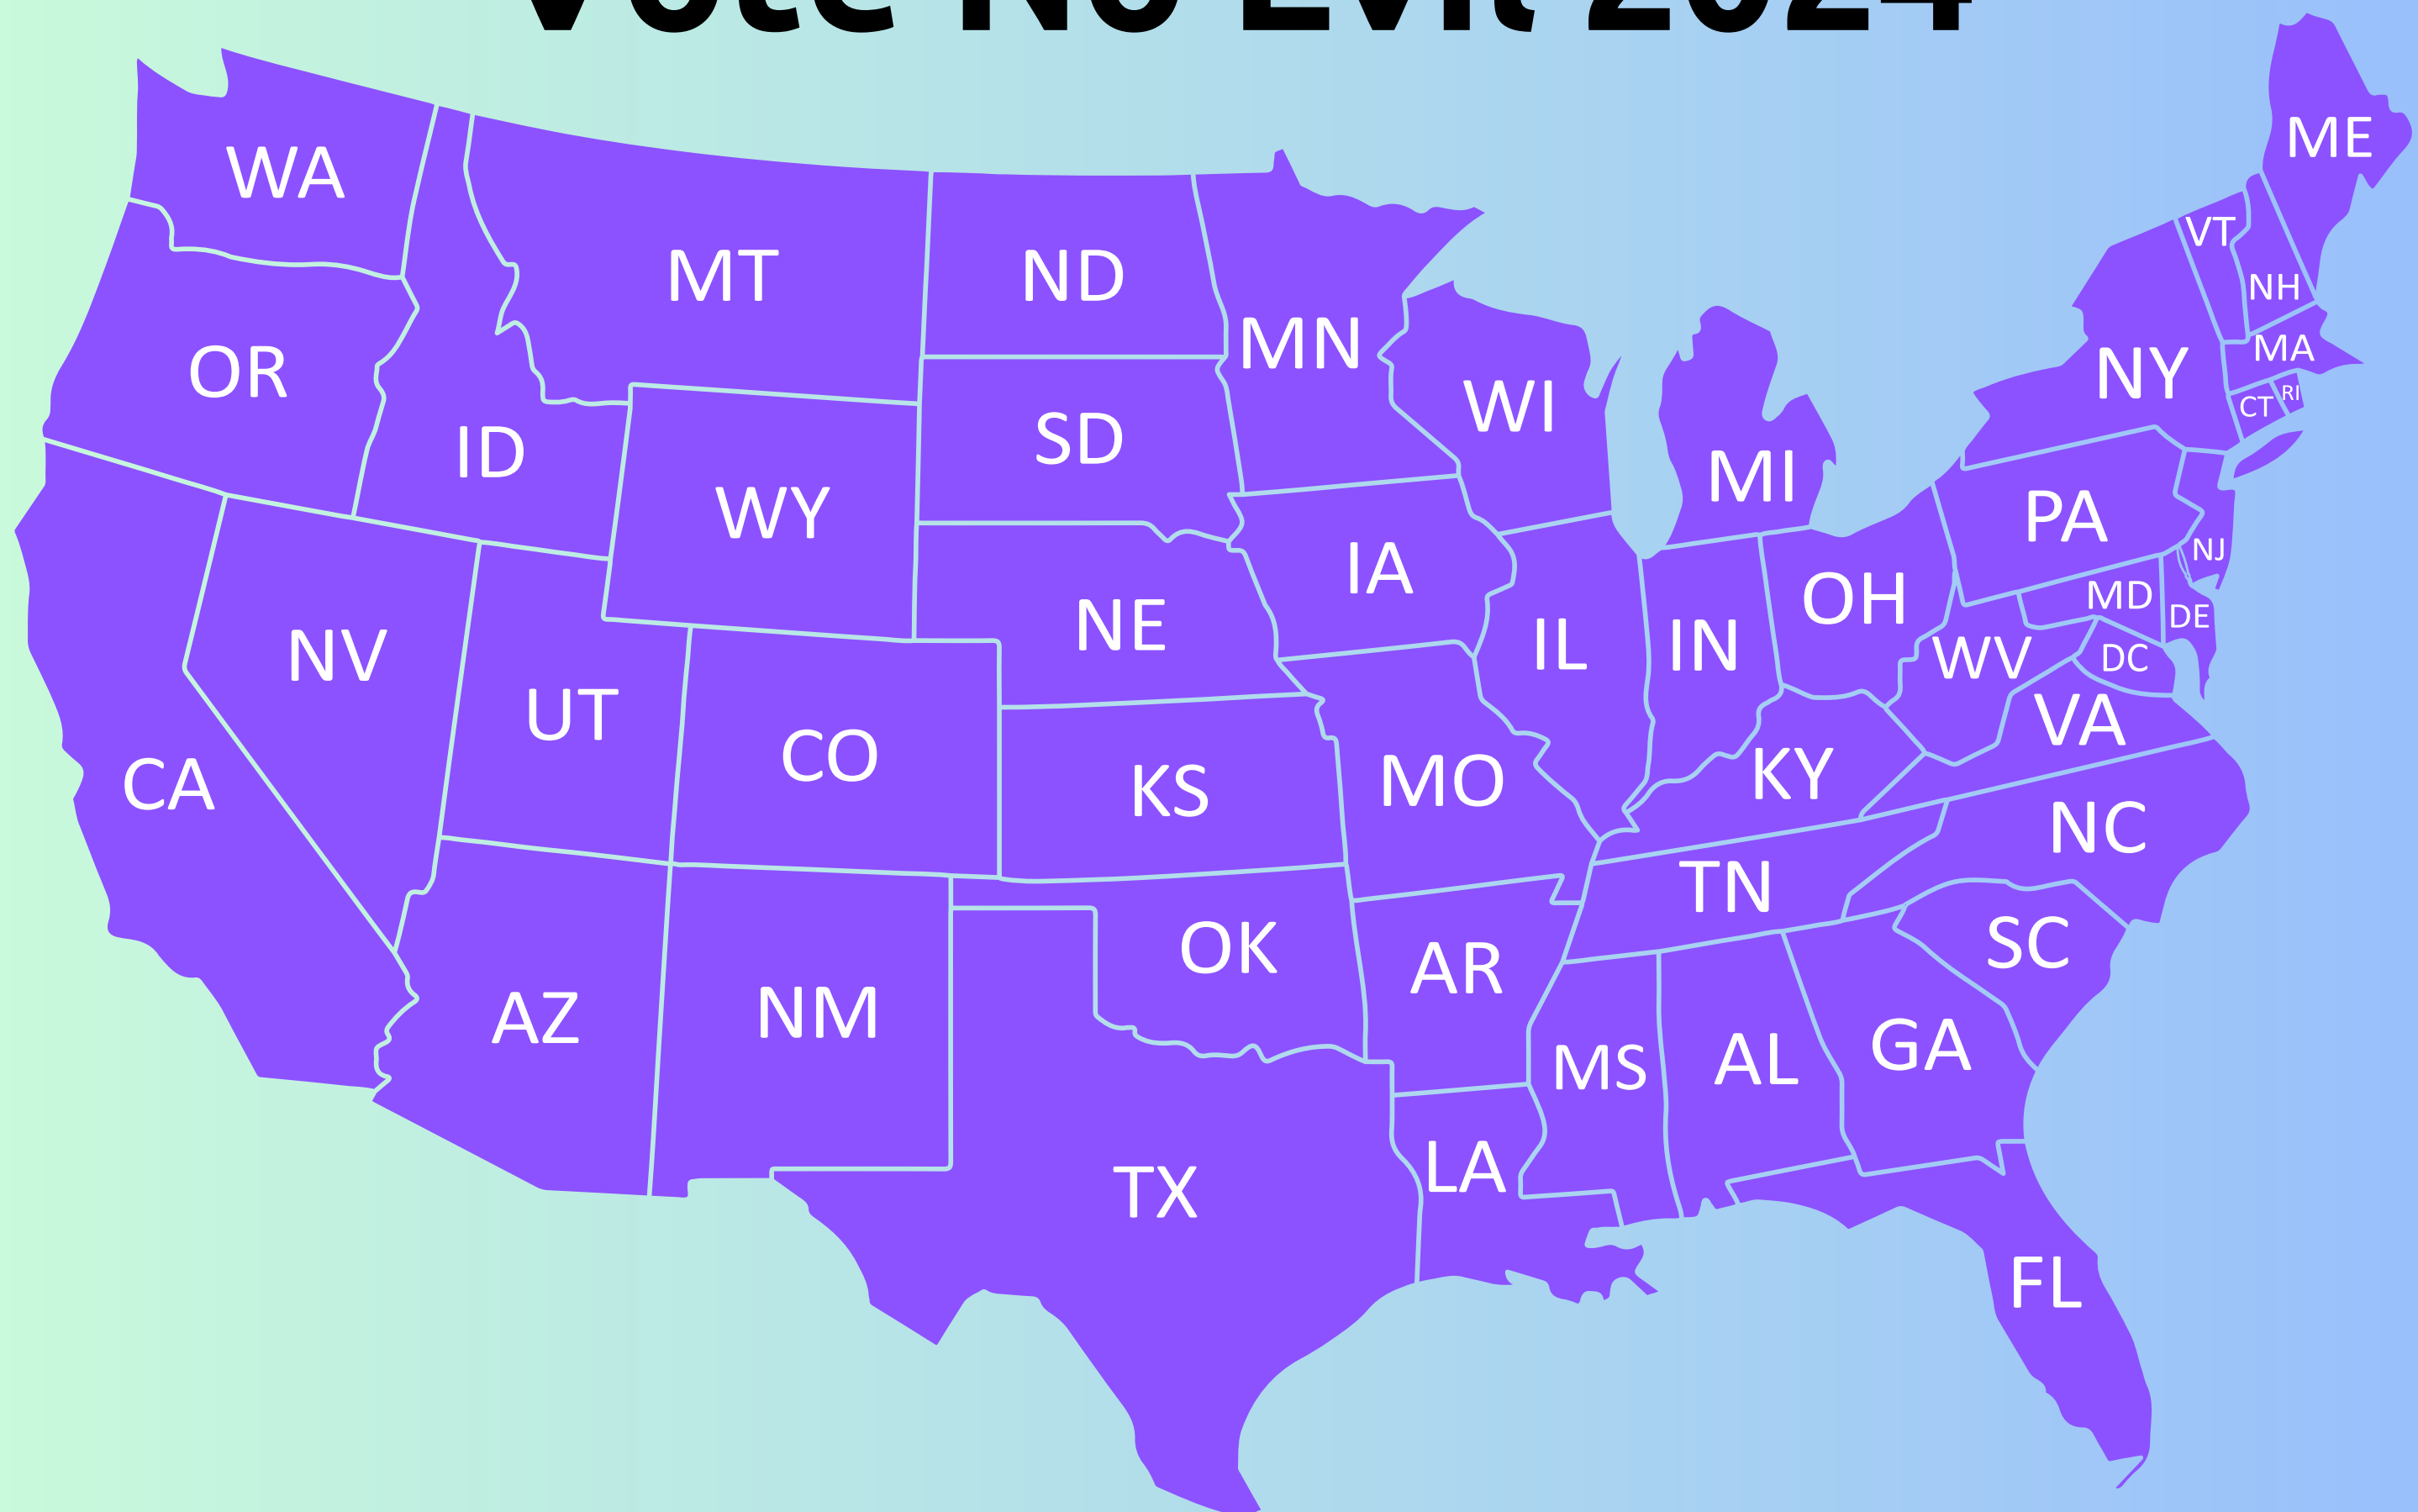 Vote No Evil 2024
ME
WA
VT
MT
ND
NH
MN
MA
OR
NY
RI
WI
CT
SD
ID
MI
WY
PA
NJ
IA
MD
OH
NE
DE
NV
IL
IN
WV
DC
UT
VA
CO
KY
CA
KS
MO
NC
TN
OK
SC
AR
AZ
NM
GA
MS
AL
LA
TX
FL